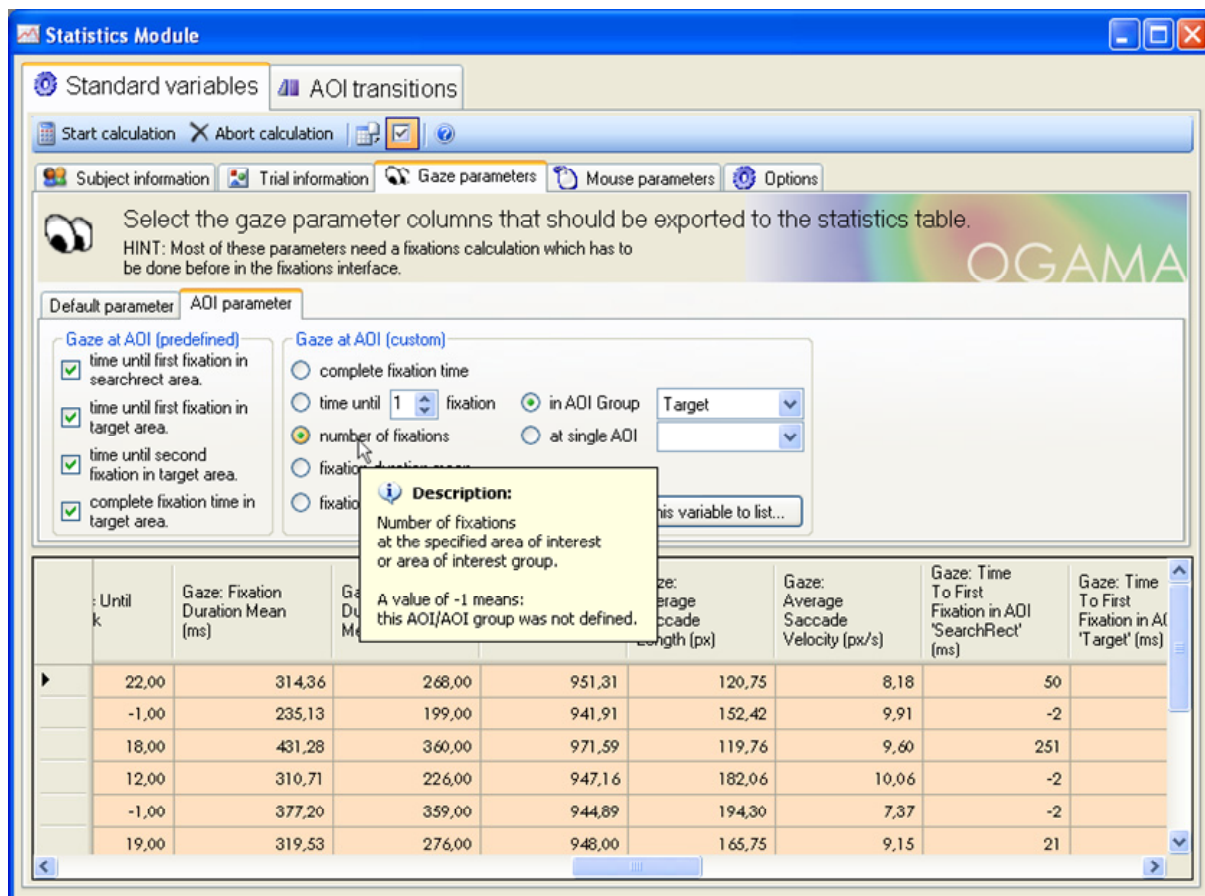 Statistics Module
Standard variables
AOI transitions
Start calculation
Abort calculation
Subject information
Trial information
Gaze parameters
Mouse parameters
Options
Select the gaze parameter columns that should be exported to the statistics table.
HINT: Most of these parameters need a fixations calculation which has to
be done before in the fixations interface.
OGAMA
Default parameter
AOI parameter
Gaze at AOI (predefined)
time until first fixation in
searchrect area.
time until first fixation in
target area.
time until second
fixation in target area.
complete fixation time in
target area.
Gaze at AOI (custom)
complete fixation time
time until 1 fixation
in AOI Group
Target
number of fixations
at single AOI
variable to list...
Description:
Number of fixations
at the specified area of interest
or area of interest group.
A value of -1 means:
this AOI/AOI group was not defined.
Until
Gaze: Fixation
Duration Mean
(ms)
Gaze:
Average
Saccade
Velocity (px/s)
Gaze: Time
To First
Fixation in AOI
'SearchRect'
(ms)
Gaze: Time
To First
Fixation in
'Target' (ms)
22,00 314,36 268,00 951,31 120,75 8,18 50
-1,00 235,13 199,00 941,91 152,42 9,91 -2
18,00 431,28 360,00 971,59 119,76 9,60 251
12,00 310,71 226,00 947,16 182,06 10,06 -2
-1,00 377,20 359,00 944,89 194,30 7,37 -2
19,00 319,53 276,00 948,00 165,75 9,15 21